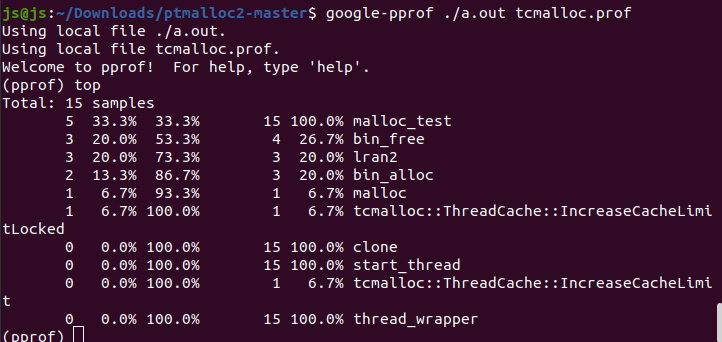 js@js:~/Downloads/ptmalloc2-master$ google-pprof ./a.out tcmalloc.prof
Using local file ./a.out.
Using local file tcmalloc.prof.
Welcome to pprof!  For help, type 'help'.
(pprof) top
Total: 15 samples
       5  33.3%  33.3%       15 100.0% malloc_test
       3  20.0%  53.3%        4  26.7% bin_free
       3  20.0%  73.3%        3  20.0% lran2
       2  13.3%  86.7%        3  20.0% bin_alloc
       1   6.7%  93.3%        1   6.7% malloc
       1   6.7% 100.0%        1   6.7% tcmalloc::ThreadCache::IncreaseCacheLimi
tLocked
       0   0.0% 100.0%       15 100.0% clone
       0   0.0% 100.0%       15 100.0% start_thread
       0   0.0% 100.0%        1   6.7% tcmalloc::ThreadCache::IncreaseCacheLimi
t
       0   0.0% 100.0%       15 100.0% thread_wrapper
(pprof)